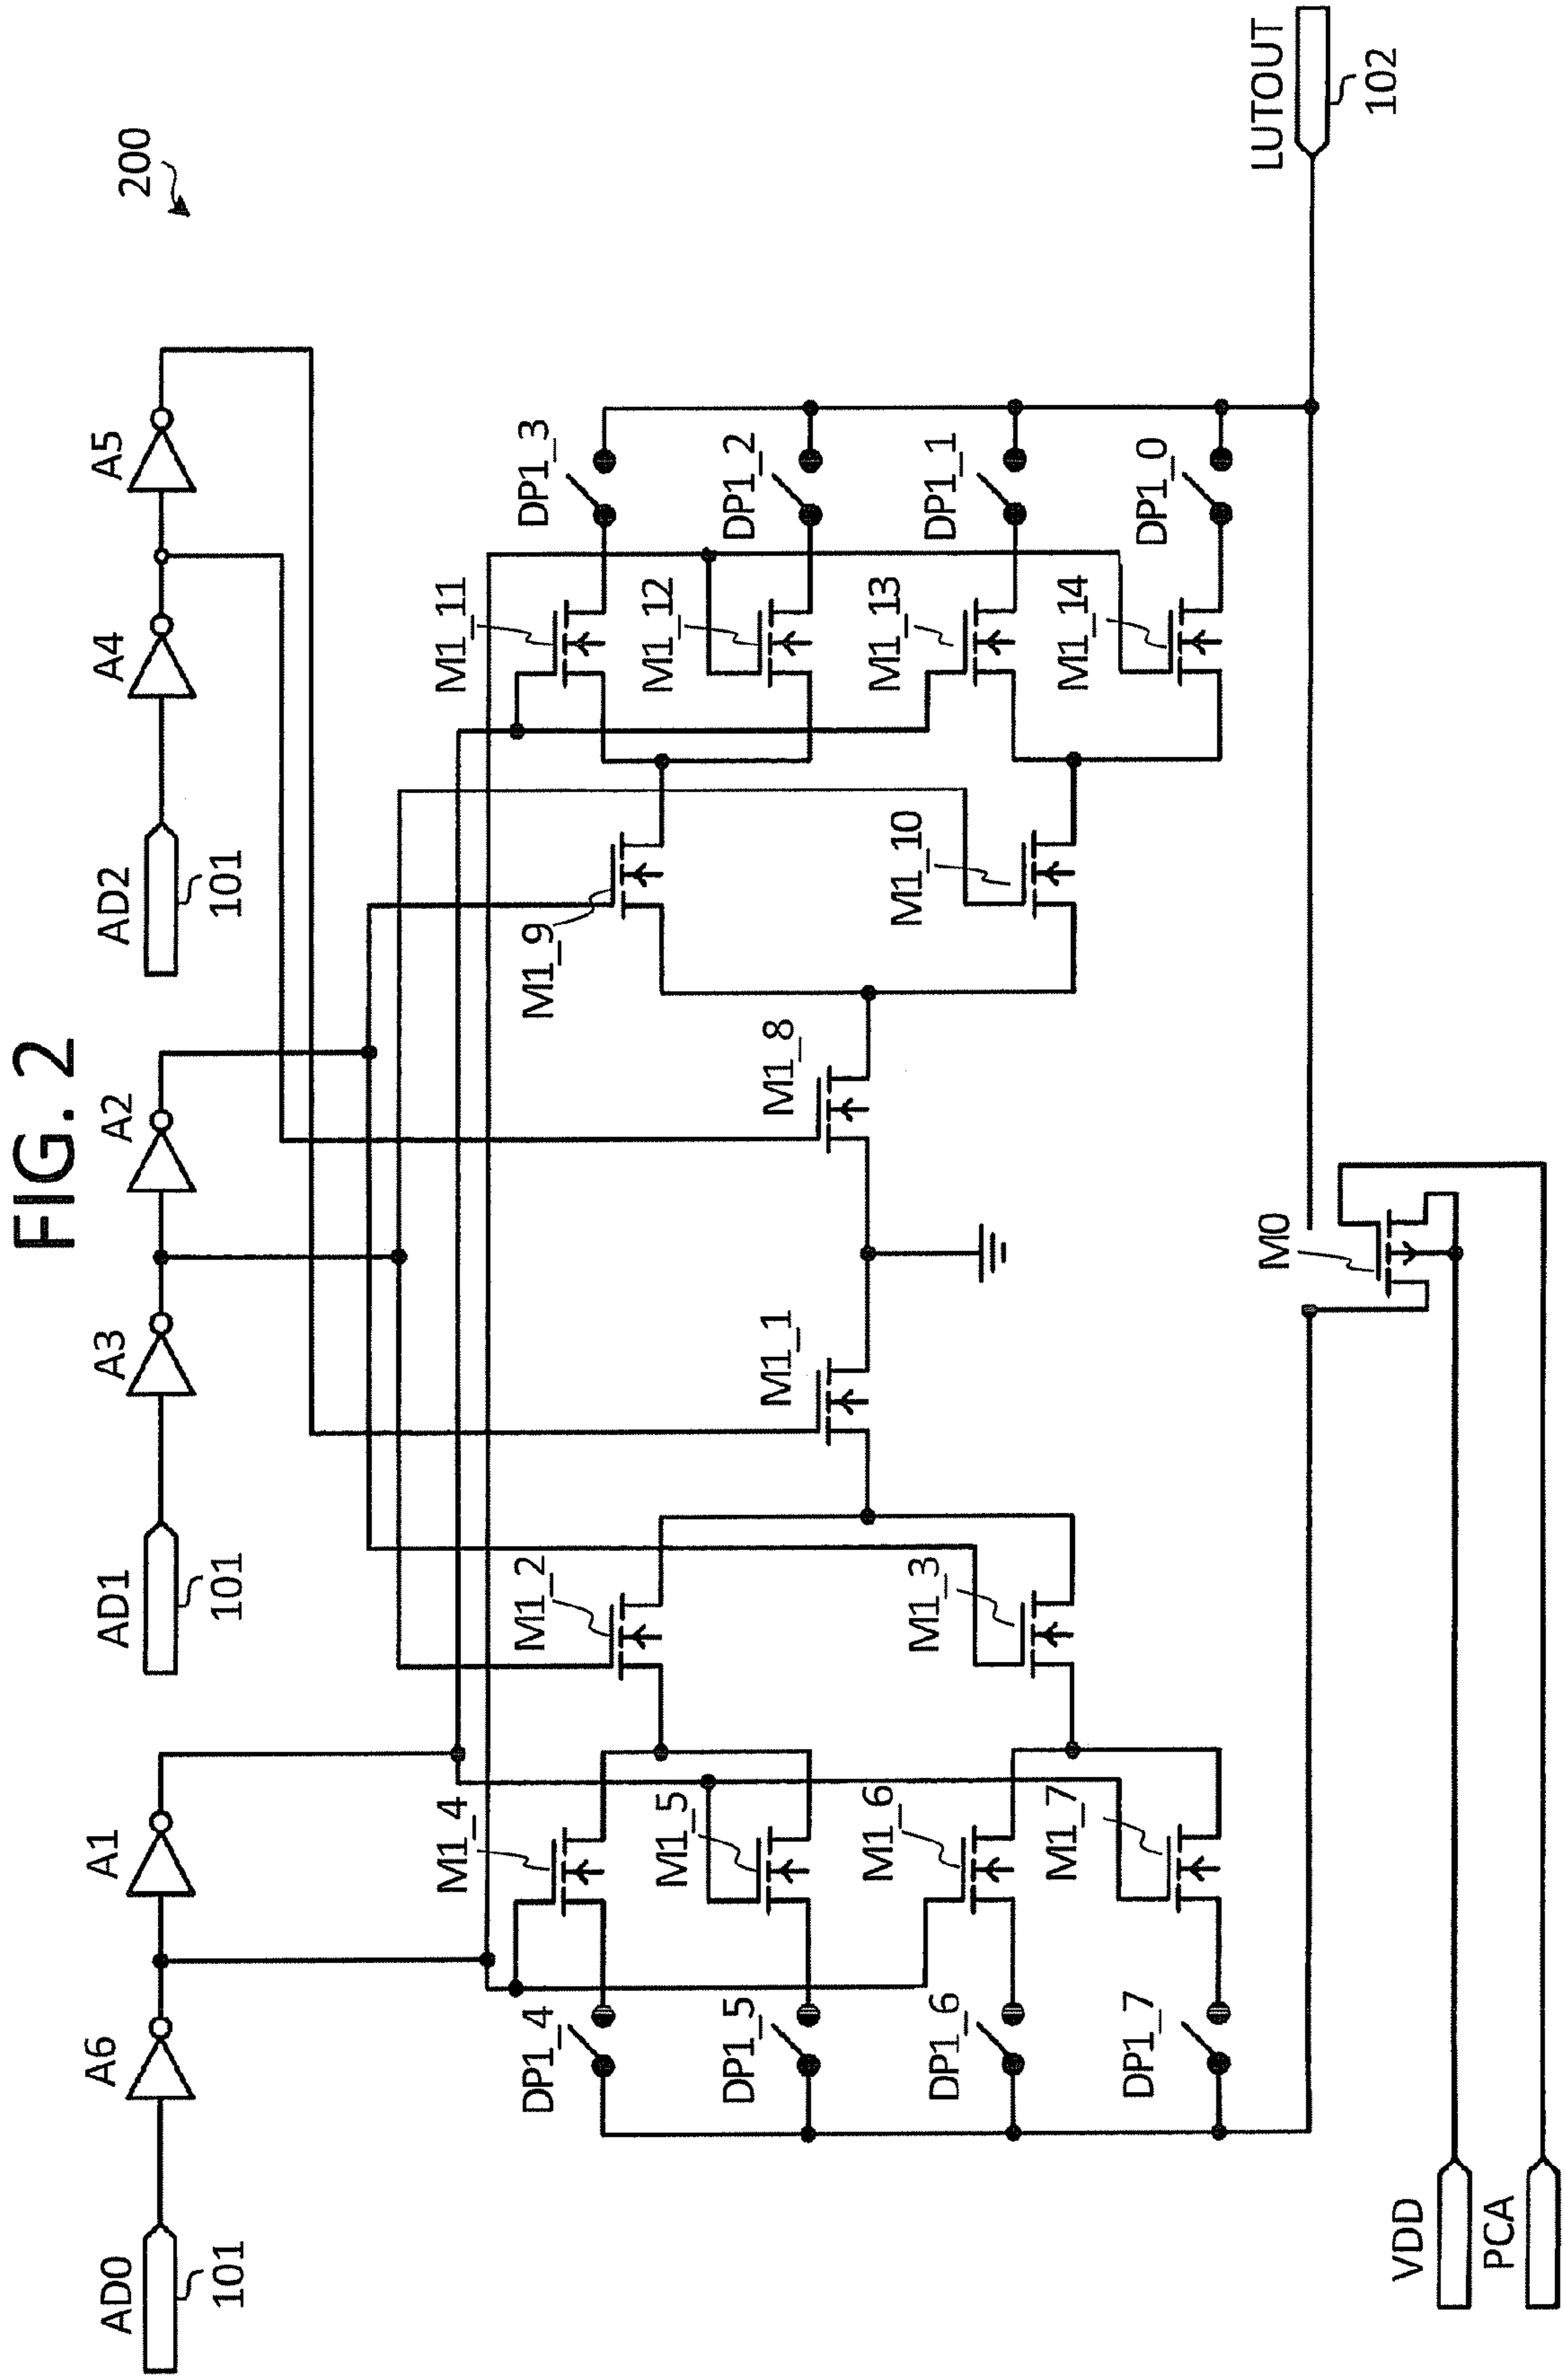 FIG. 2
200
AD0
101
A6
A1
AD1
101
A3
A2
AD2
101
A4
A5
M1_4
M1_5
M1_6
M1_7
DP1_4
DP1_5
DP1_6
DP1_7
M1_2
M1_3
M1_1
M1_8
M1_9
M1_10
M1_11
M1_12
M1_13
M1_14
DP1_3
DP1_2
DP1_1
DP1_0
M0
VDD
PCA
LUTOUT
102